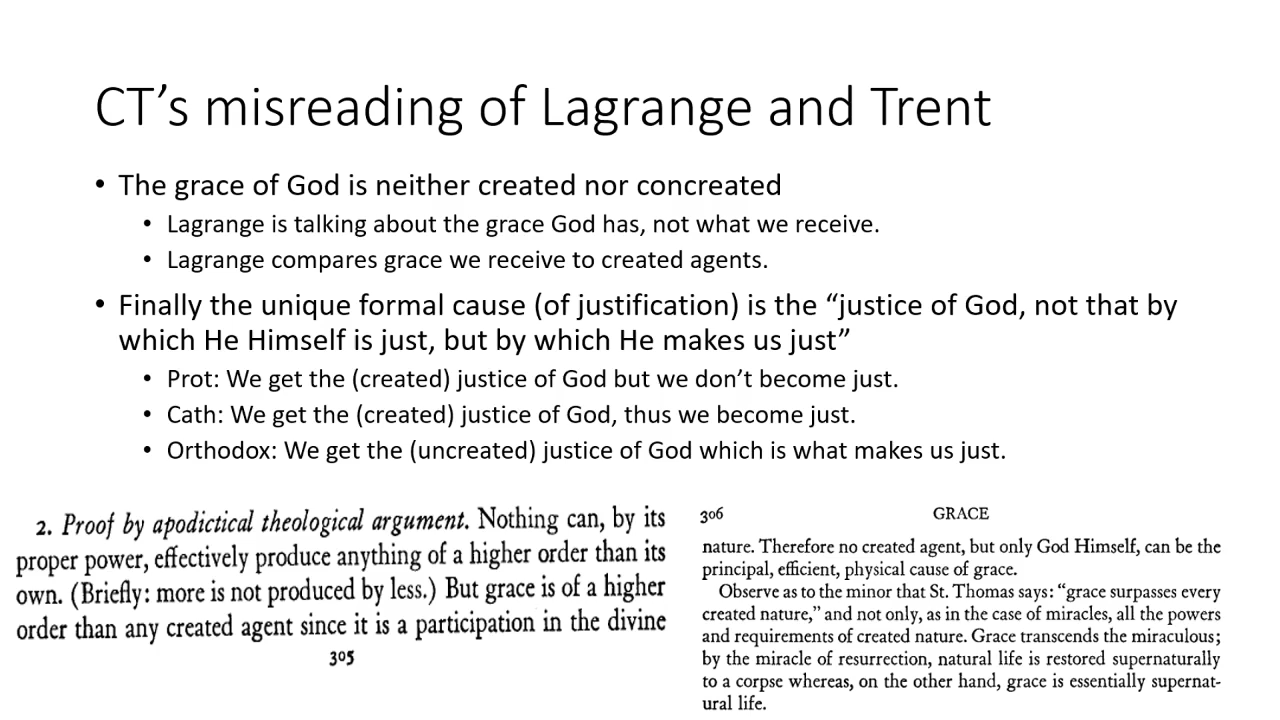 CT’s misreading of Lagrange and Trent
• The grace of God is neither created nor concreated
• Lagrange is talking about the grace God has, not what we receive.
• Lagrange compares grace we receive to created agents.
• Finally the unique formal cause (of justification) is the “justice of God, not that by
which He Himself is just, but by which He makes us just”
• Prot: We get the (created) justice of God but we don’t become just.
• Cath: We get the (created) justice of God, thus we become just.
• Orthodox: We get the (uncreated) justice of God which is what makes us just.
2. Proof by apodictical theological argument. Nothing can, by its
proper power, effectively produce anything of a higher order than its
own. (Briefly: more is not produced by less.) But grace is of a higher
order than any created agent since it is a participation in the divine
305
306 GRACE
nature. Therefore no created agent, but only God Himself, can be the
principal, efficient, physical cause of grace.
Observe as to the minor that St. Thomas says: “grace surpasses every
created nature,” and not only, as in the case of miracles, all the powers
and requirements of created nature. Grace transcends the miraculous;
by the miracle of resurrection, natural life is restored supernaturally
to a corpse whereas, on the other hand, grace is essentially supernat-
ural life.